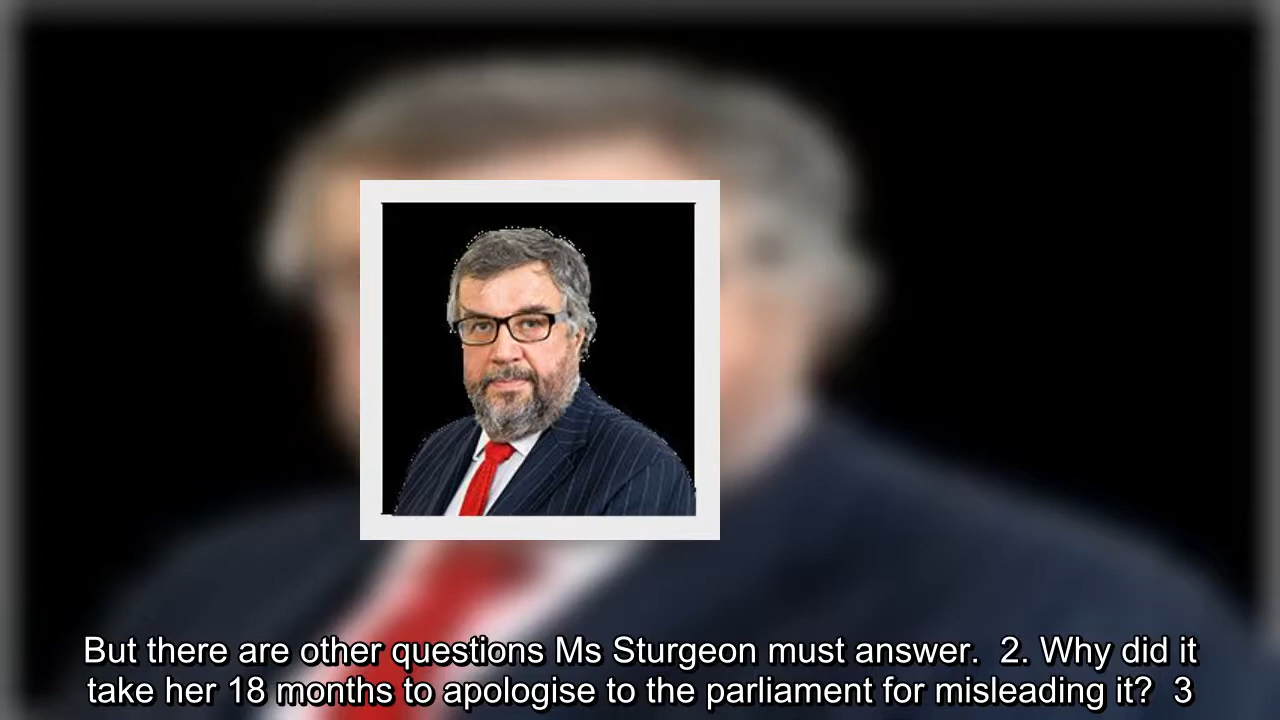 But there are other questions Ms Sturgeon must answer.  2. Why did it
take her 18 months to apologise to the parliament for misleading it?  3